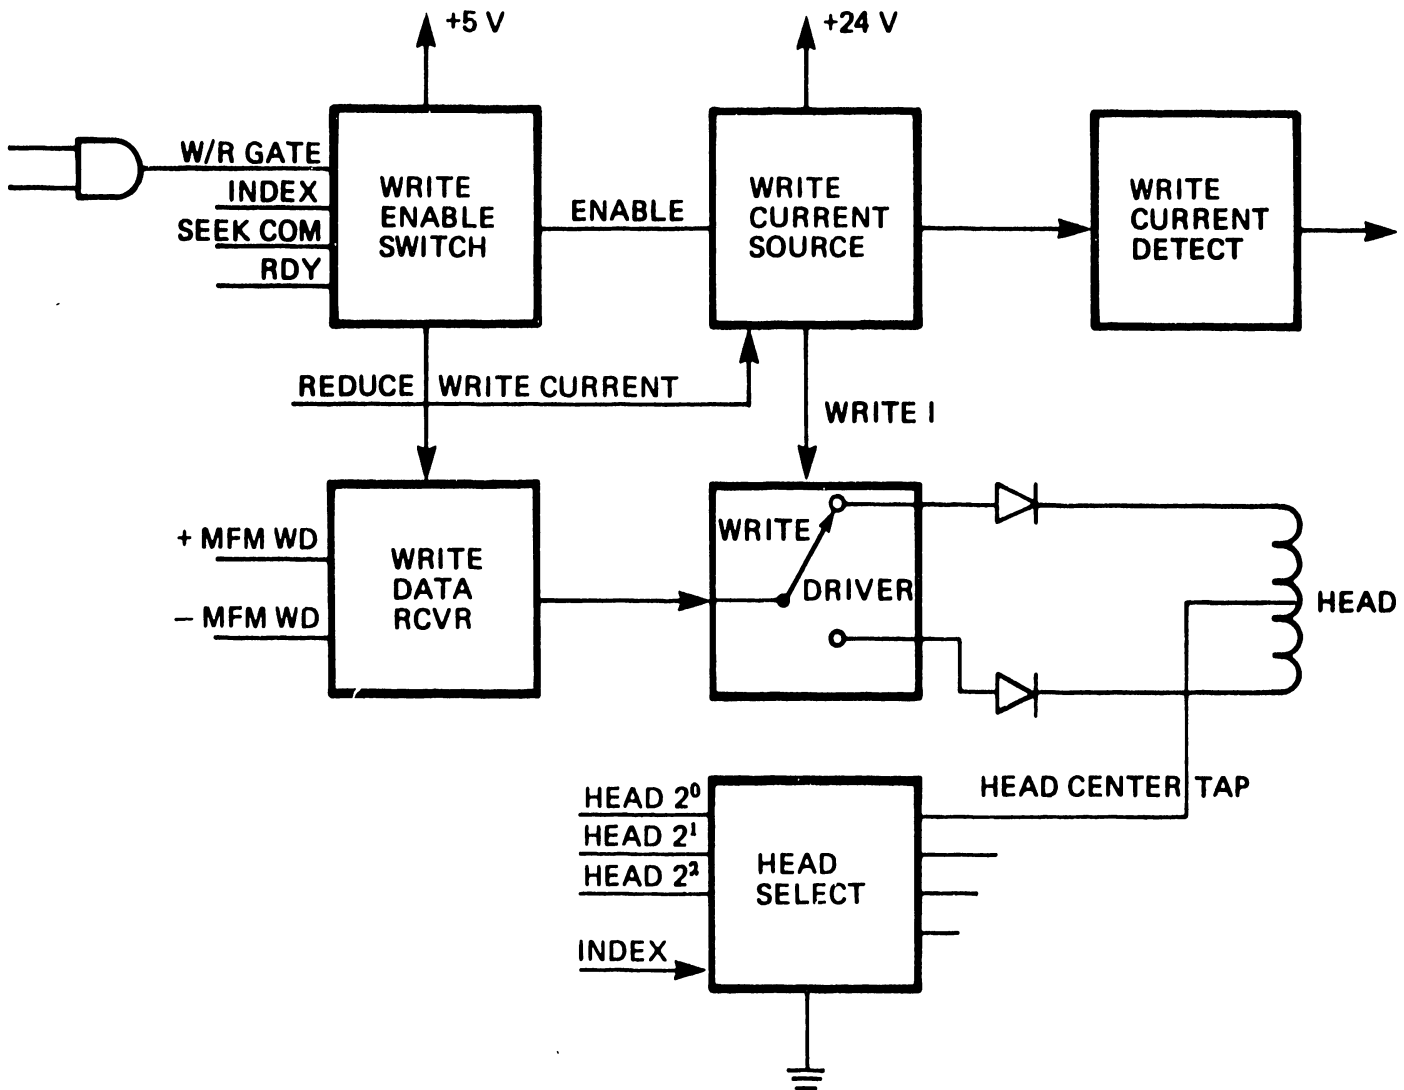 +5 V
+24 V
W/R GATE
INDEX
SEEK COM
RDY
WRITE
ENABLE
SWITCH
ENABLE
WRITE
CURRENT
SOURCE
WRITE
CURRENT
DETECT
REDUCE WRITE CURRENT
WRITE I
+ MFM WD
– MFM WD
WRITE
DATA
RCVR
WRITE
DRIVER
HEAD
HEAD CENTER TAP
HEAD 2⁰
HEAD 2¹
HEAD 2²
INDEX
HEAD
SELECT